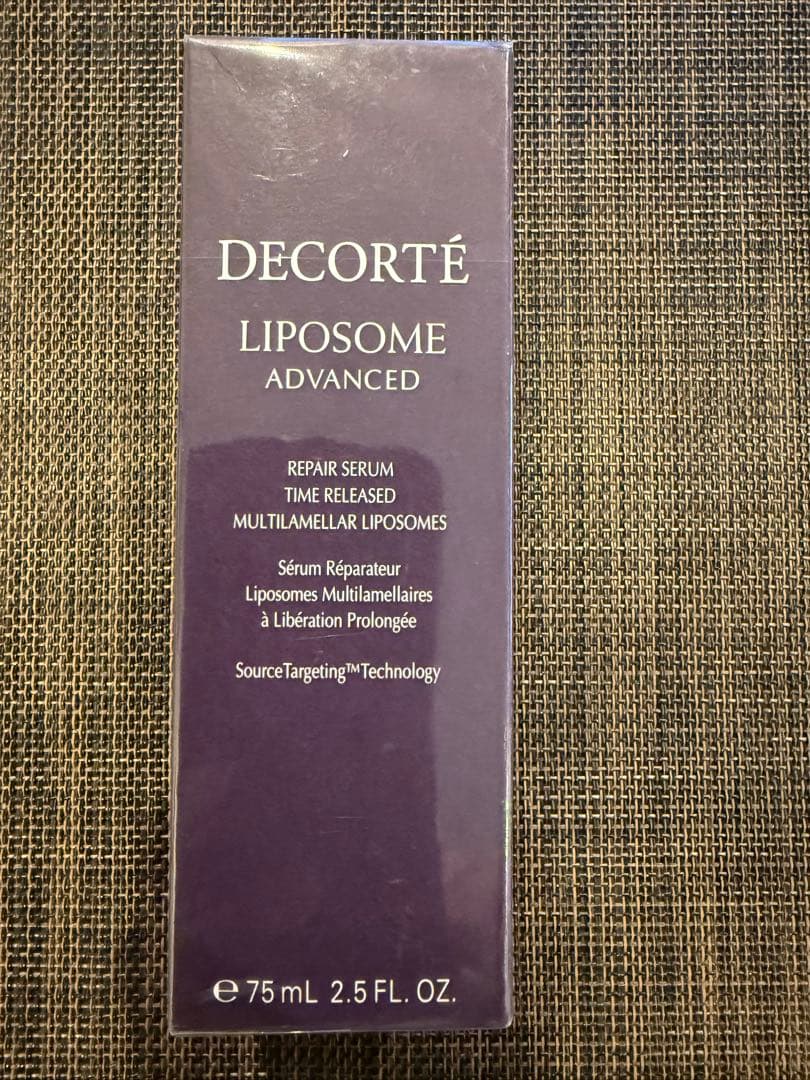 DECORTÉ
LIPOSOME
ADVANCED
REPAIR SERUM
TIME RELEASED
MULTILAMELLAR LIPOSOMES
Sérum Réparateur
Liposomes Multilamellaires
à Libération Prolongée
SourceTargeting™Technology
℮ 75 mL 2.5 FL. OZ.